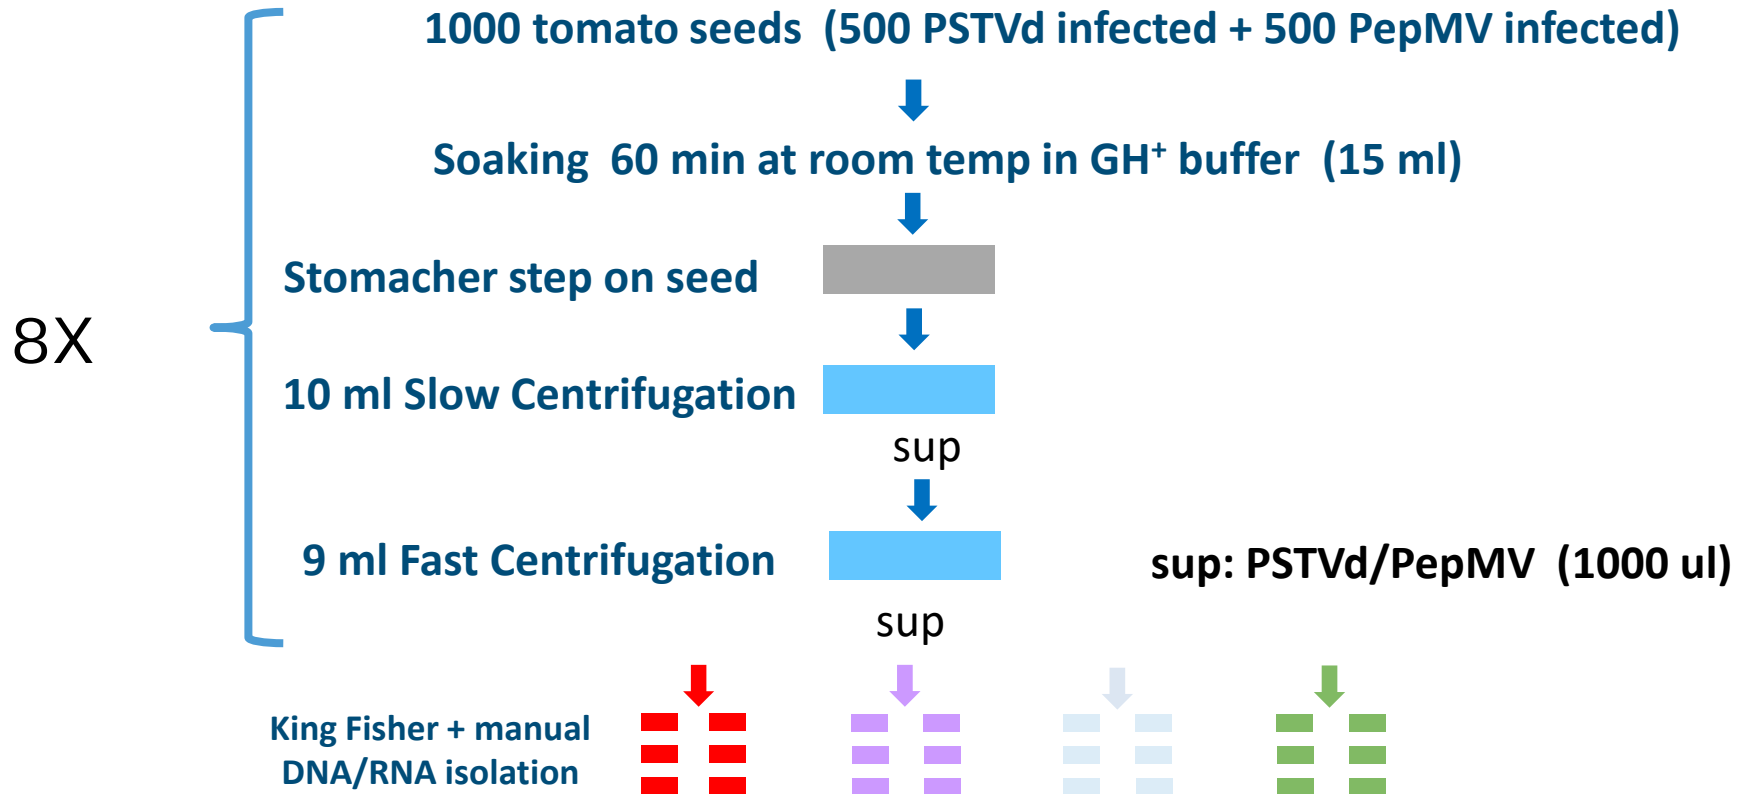 1000 tomato seeds (500 PSTVd infected + 500 PepMV infected)
Soaking 60 min at room temp in GH⁺ buffer (15 ml)
Stomacher step on seed
8X
10 ml Slow Centrifugation
sup
9 ml Fast Centrifugation
sup: PSTVd/PepMV (1000 ul)
sup
King Fisher + manual
DNA/RNA isolation